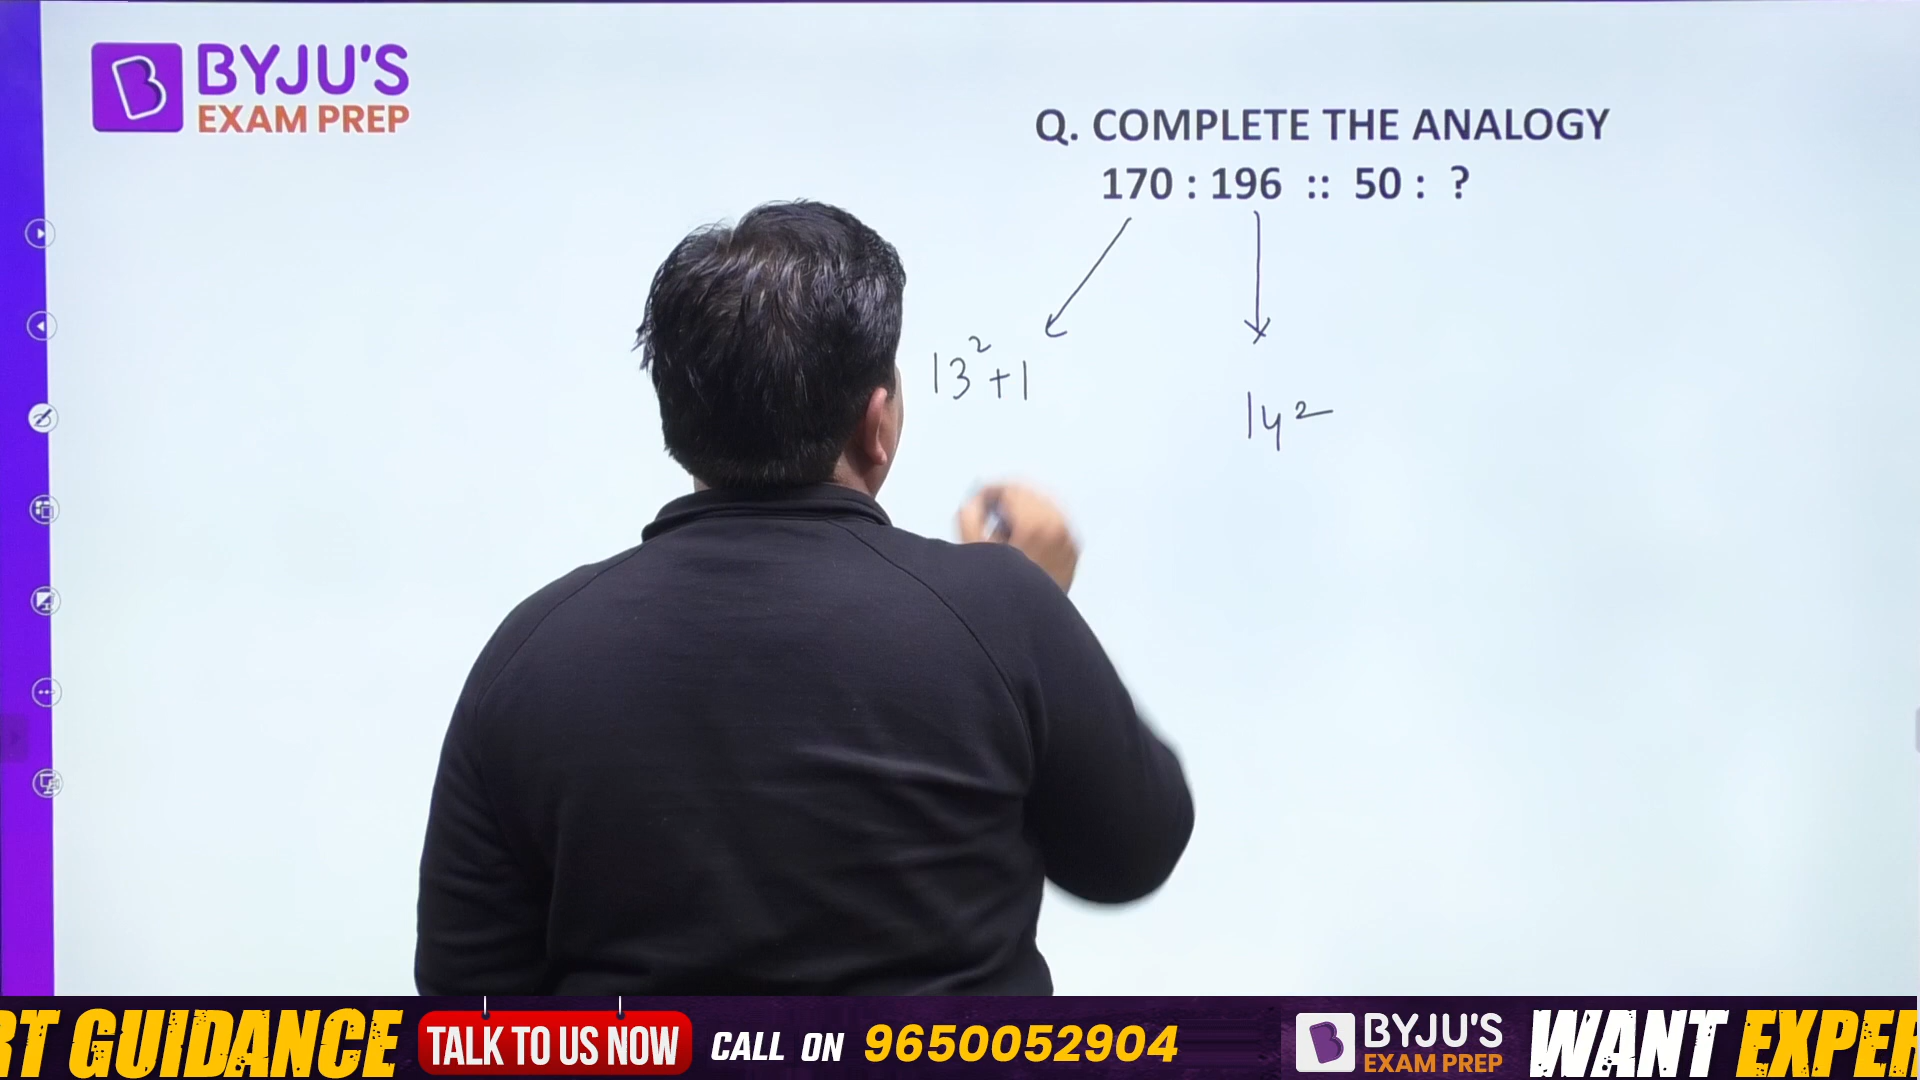 BYJU'S
EXAM PREP
Q. COMPLETE THE ANALOGY
170 : 196 :: 50 : ?
13²+1
14²
RT GUIDANCE TALK TO US NOW CALL ON 9650052904 BYJU'S EXAM PREP WANT EXPER